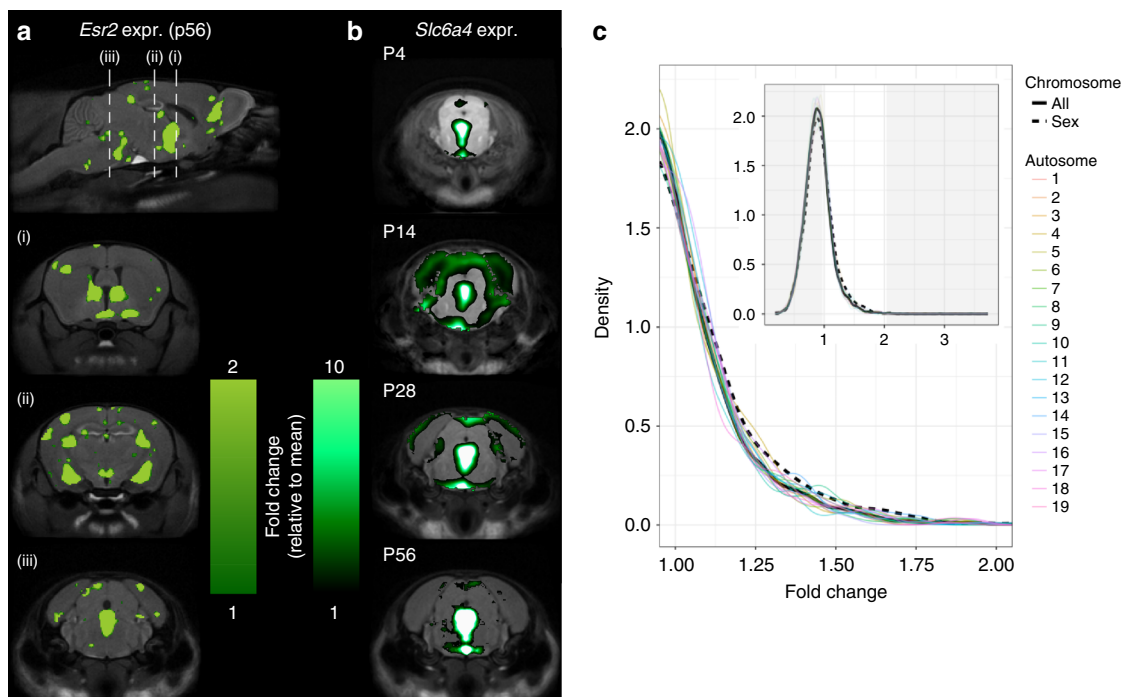 a
Esr2 expr. (p56)
(iii)
(ii)
(i)
(i)
(ii)
(iii)
2
1
Fold change
(relative to mean)
10
1
b
Slc6a4 expr.
P4
P14
P28
P56
c
Density
2.0
1.5
1.0
0.5
0.0
1.00
1.25
1.50
1.75
2.00
Fold change
2.0
1.5
1.0
0.5
0.0
1
2
3
Chromosome
All
Sex
Autosome
1
2
3
4
5
6
7
8
9
10
11
12
13
14
15
16
17
18
19